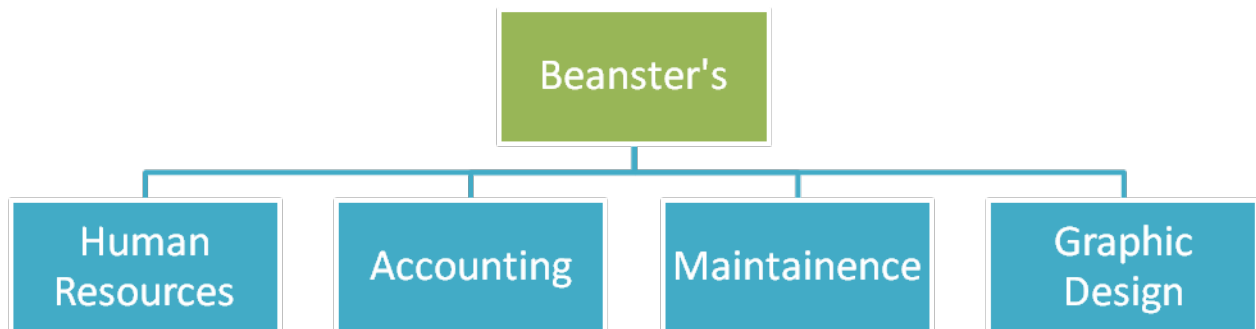 Beanster's
Human
Resources
Accounting
Maintainence
Graphic
Design